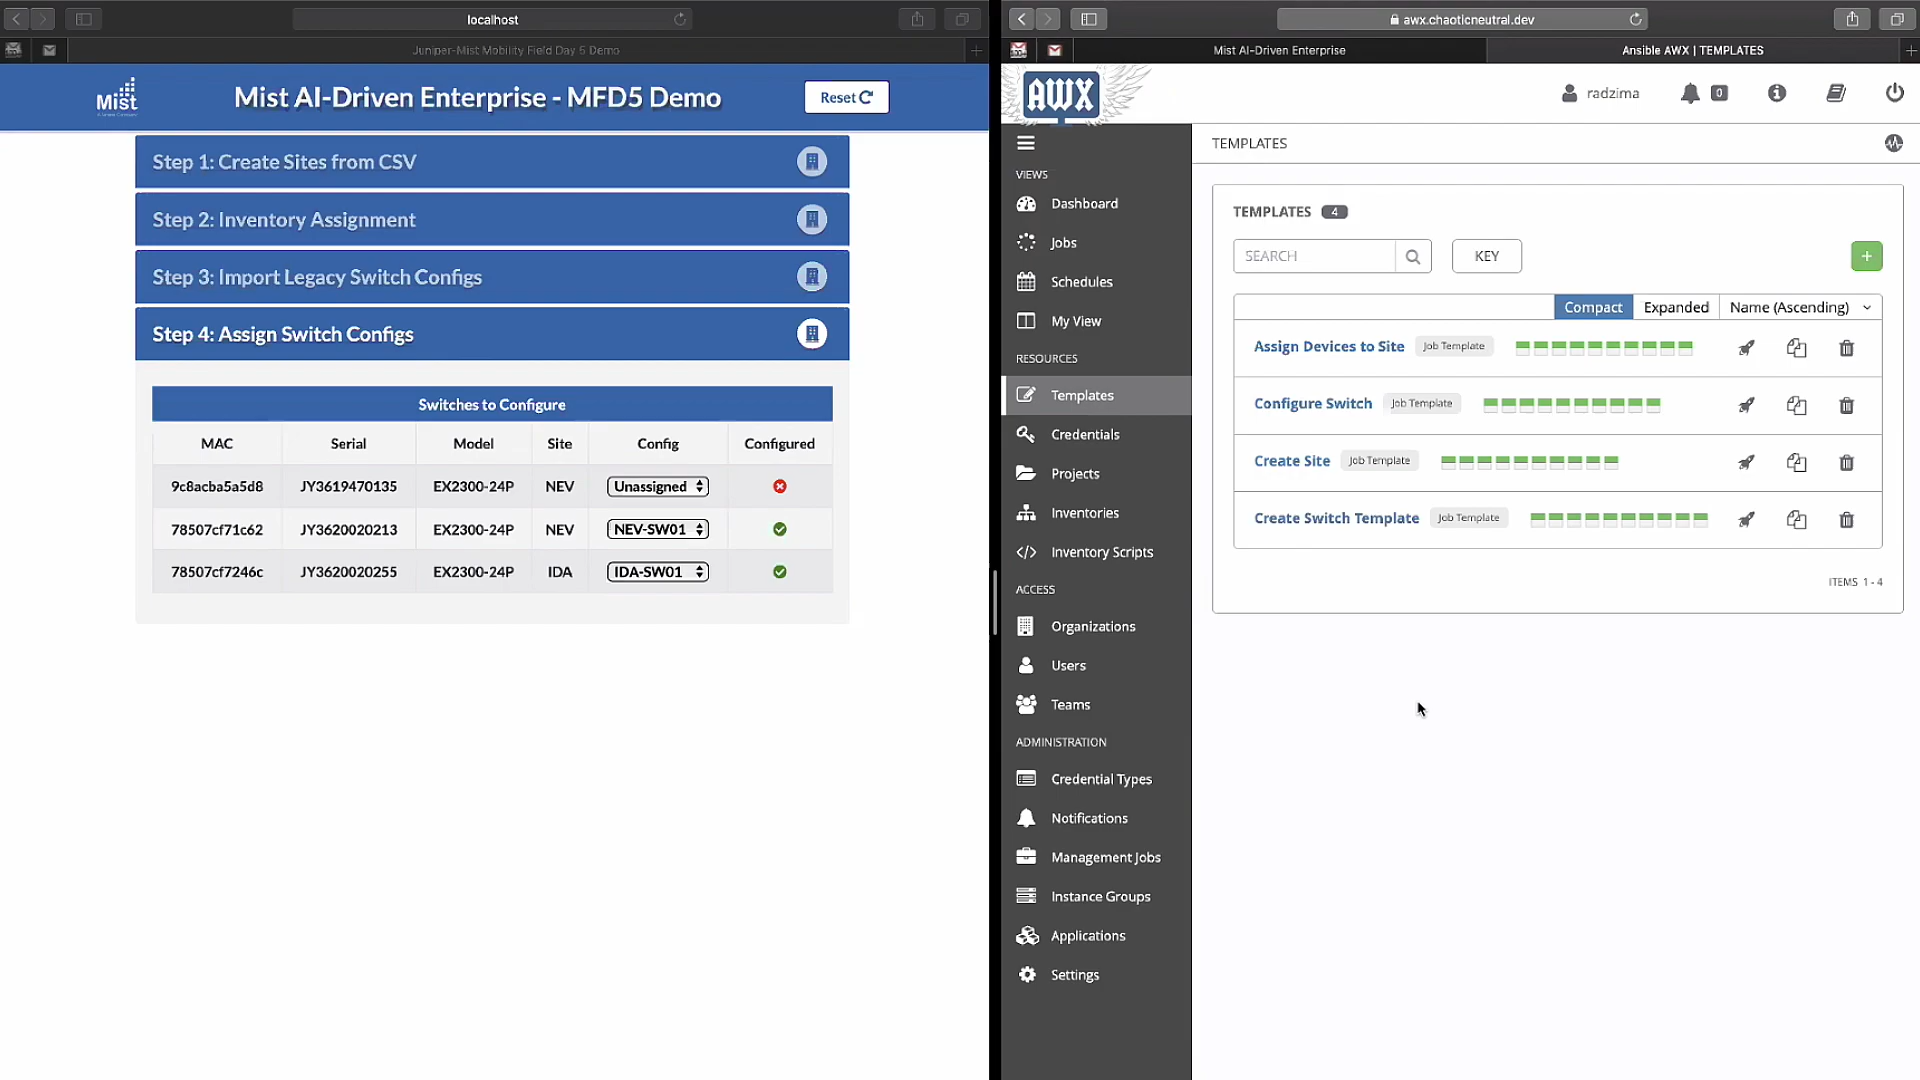 localhost
Juniper-Mist Mobility Field Day 5 Demo
Mist
Mist AI-Driven Enterprise - MFD5 Demo
Reset
Step 1: Create Sites from CSV
Step 2: Inventory Assignment
Step 3: Import Legacy Switch Configs
Step 4: Assign Switch Configs
Switches to Configure
MAC Serial Model Site Config Configured
9c8acba5a5d8 JY3619470135 EX2300-24P NEV Unassigned
78507cf71c62 JY3620020213 EX2300-24P NEV NEV-SW01
78507cf7246c JY3620020255 EX2300-24P IDA IDA-SW01
awx.chaoticneutral.dev
Mist AI-Driven Enterprise
Ansible AWX | TEMPLATES
AWX
radzima
0
VIEWS
Dashboard
Jobs
Schedules
My View
RESOURCES
Templates
Credentials
Projects
Inventories
Inventory Scripts
ACCESS
Organizations
Users
Teams
ADMINISTRATION
Credential Types
Notifications
Management Jobs
Instance Groups
Applications
Settings
TEMPLATES
TEMPLATES 4
SEARCH
KEY
+
Compact Expanded Name (Ascending)
Assign Devices to Site Job Template
Configure Switch Job Template
Create Site Job Template
Create Switch Template Job Template
ITEMS 1 - 4